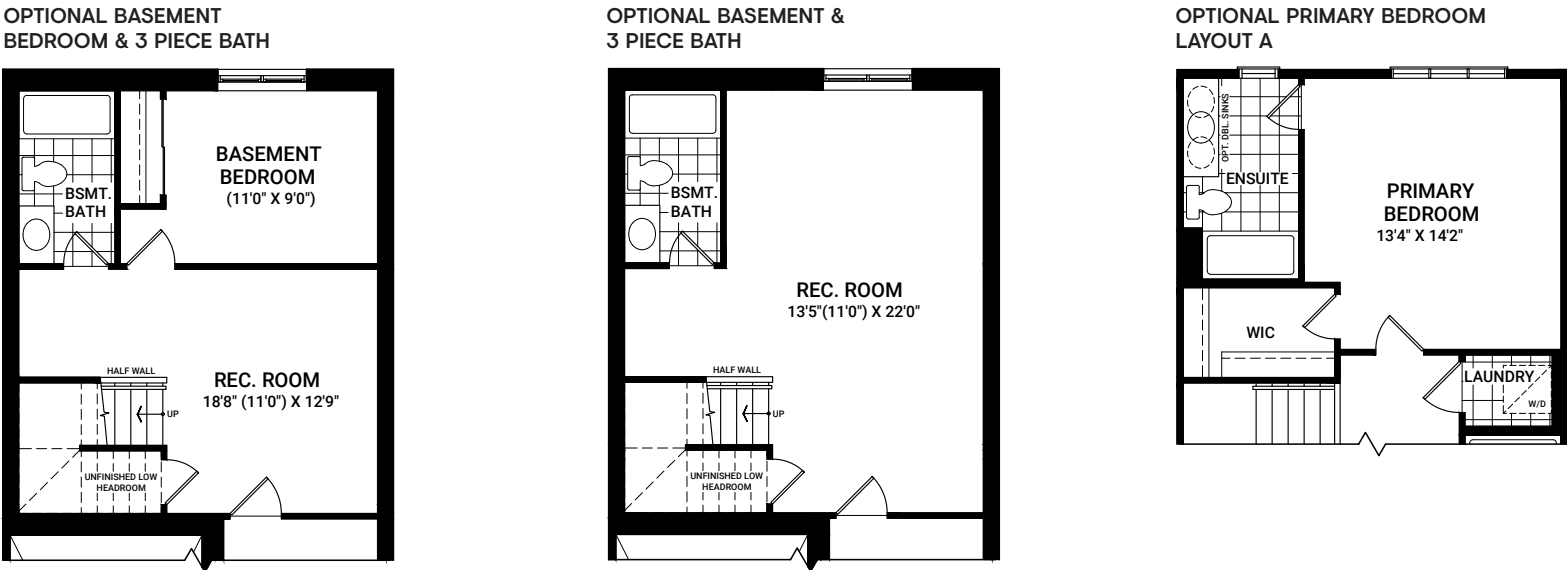 OPTIONAL BASEMENT
BEDROOM & 3 PIECE BATH
BASEMENT
BEDROOM
(11'0" X 9'0")
BSMT.
BATH
HALF WALL
REC. ROOM
18'8" (11'0") X 12'9"
UP
UNFINISHED LOW
HEADROOM
OPTIONAL BASEMENT &
3 PIECE BATH
BSMT.
BATH
REC. ROOM
13'5"(11'0") X 22'0"
HALF WALL
UP
UNFINISHED LOW
HEADROOM
OPTIONAL PRIMARY BEDROOM
LAYOUT A
OPT. DBL. SINKS
ENSUITE
PRIMARY
BEDROOM
13'4" X 14'2"
WIC
LAUNDRY
W/D